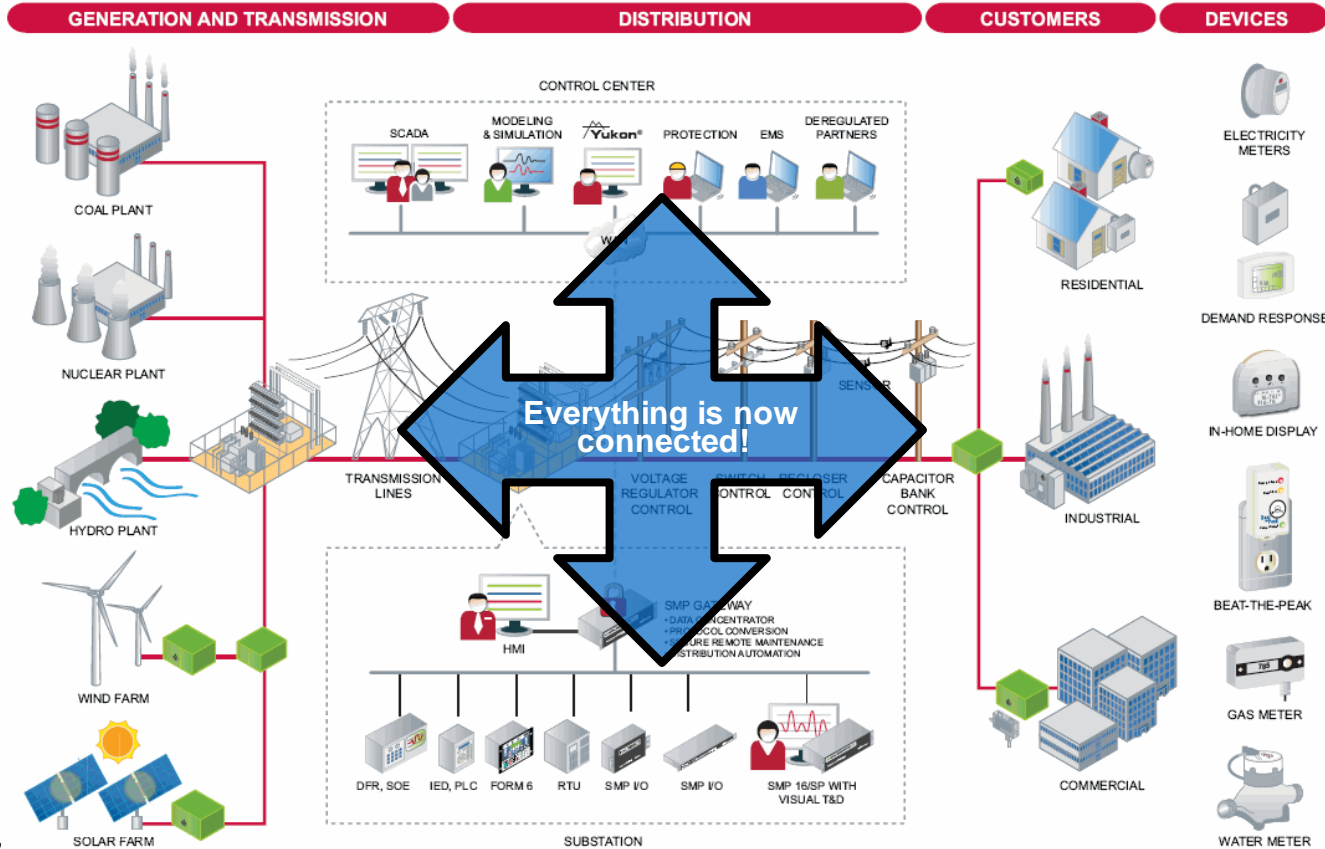 GENERATION AND TRANSMISSION
DISTRIBUTION
CUSTOMERS
DEVICES
COAL PLANT
NUCLEAR PLANT
HYDRO PLANT
WIND FARM
SOLAR FARM
CONTROL CENTER
SCADA
MODELING
& SIMULATION
Yukon®
PROTECTION
EMS
DEREGULATED
PARTNERS
Everything is now
connected!
TRANSMISSION
LINES
VOLTAGE
REGULATOR
CONTROL
SWITCH
CONTROL
RECLOSER
CONTROL
SENSOR
CAPACITOR
BANK
CONTROL
HMI
SMP GATEWAY
• DATA CONCENTRATOR
• PROTOCOL CONVERSION
• SECURE REMOTE MAINTENANCE
DISTRIBUTION AUTOMATION
DFR, SOE
IED, PLC
FORM 6
RTU
SMP I/O
SMP I/O
SMP 16/SP WITH
VISUAL T&D
SUBSTATION
RESIDENTIAL
INDUSTRIAL
COMMERCIAL
ELECTRICITY
METERS
DEMAND RESPONSE
IN-HOME DISPLAY
BEAT-THE-PEAK
GAS METER
WATER METER